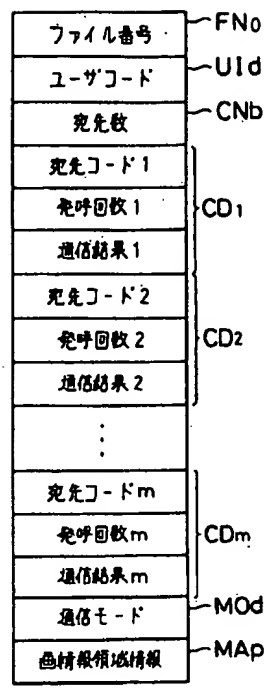 ファイル番号 FNo
ユーザコード UId
宛先数 CNb
宛先コード1
発呼回数1 CD1
通信結果1
宛先コード2
発呼回数2 CD2
通信結果2
⋮
宛先コードm
発呼回数m CDm
通信結果m
通信モード MOd
画情報領域情報 MAp